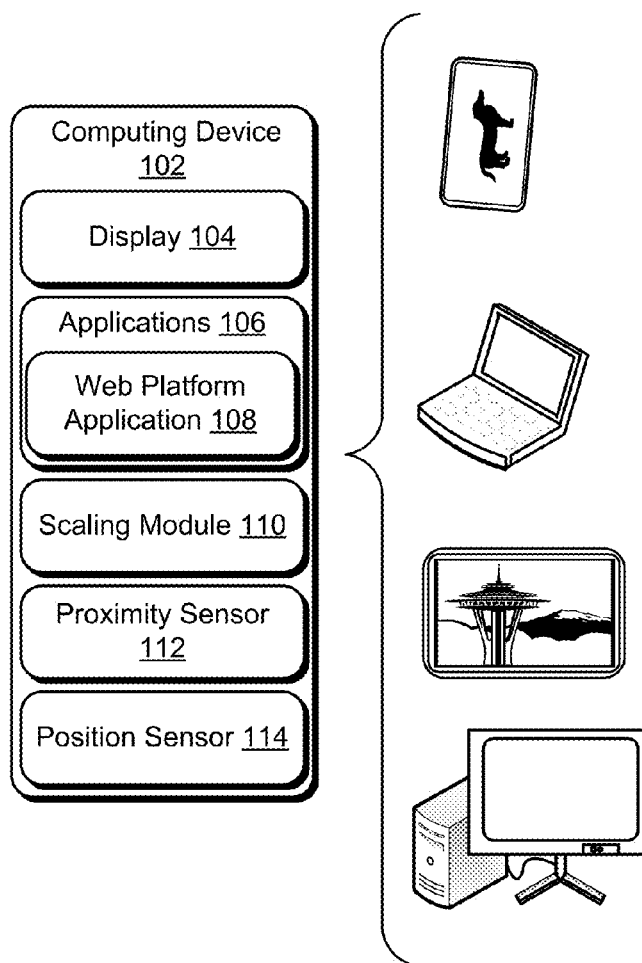 Computing Device
102
Display 104
Applications 106
Web Platform
Application 108
Scaling Module 110
Proximity Sensor
112
Position Sensor 114